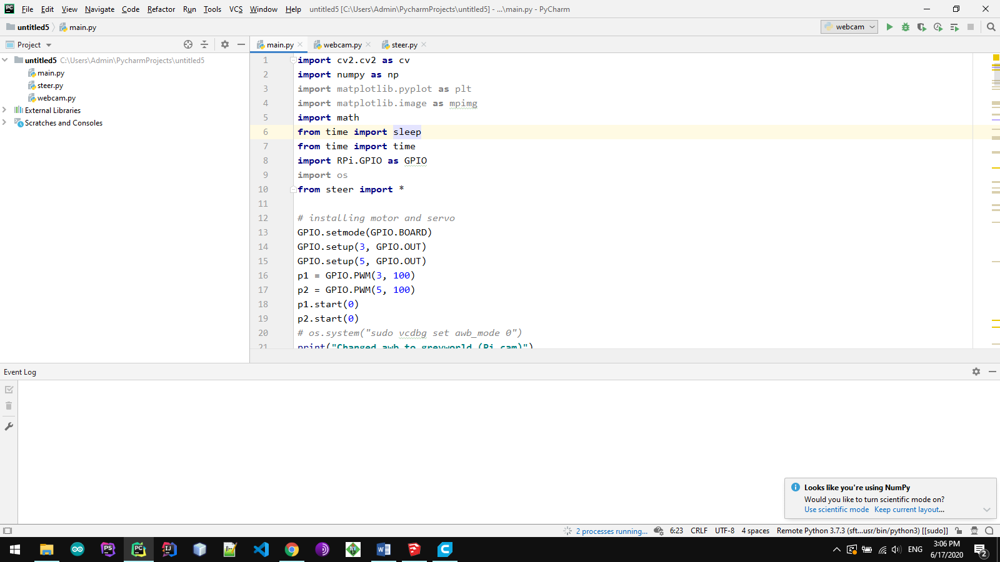 PC File Edit View Navigate Code Refactor Run Tools VCS Window Help untitled5 [C:\Users\Admin\PycharmProjects\untitled5] - ...\main.py - PyCharm
untitled5 main.py webcam
Project main.py webcam.py steer.py
untitled5 C:\Users\Admin\PycharmProjects\untitled5
main.py
steer.py
webcam.py
External Libraries
Scratches and Consoles
1 import cv2.cv2 as cv
2 import numpy as np
3 import matplotlib.pyplot as plt
4 import matplotlib.image as mpimg
5 import math
6 from time import sleep
7 from time import time
8 import RPi.GPIO as GPIO
9 import os
10 from steer import *
11
12 # installing motor and servo
13 GPIO.setmode(GPIO.BOARD)
14 GPIO.setup(3, GPIO.OUT)
15 GPIO.setup(5, GPIO.OUT)
16 p1 = GPIO.PWM(3, 100)
17 p2 = GPIO.PWM(5, 100)
18 p1.start(0)
19 p2.start(0)
20 # os.system("sudo vcdbg set awb_mode 0")
21 print("Changed awb to greyworld (Pi cam)")
Event Log
Looks like you're using NumPy
Would you like to turn scientific mode on?
Use scientific mode Keep current layout...
2 processes running... 6:23 CRLF UTF-8 4 spaces Remote Python 3.7.3 (sft...usr/bin/python3) [[sudo]]
PS PC IJ W ENG 3:06 PM
6/17/2020 2